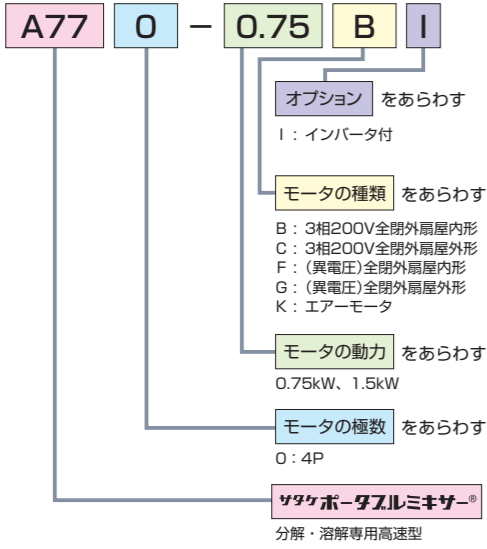 A77 0 − 0.75 B I
オプション をあらわす
I : インバータ付
モータの種類 をあらわす
B : 3相200V全閉外扇屋内形
C : 3相200V全閉外扇屋外形
F : (異電圧)全閉外扇屋内形
G : (異電圧)全閉外扇屋外形
K : エアーモータ
モータの動力 をあらわす
0.75kW、1.5kW
モータの極数 をあらわす
0 : 4P
サタケポータブルミキサー®
分解・溶解専用高速型